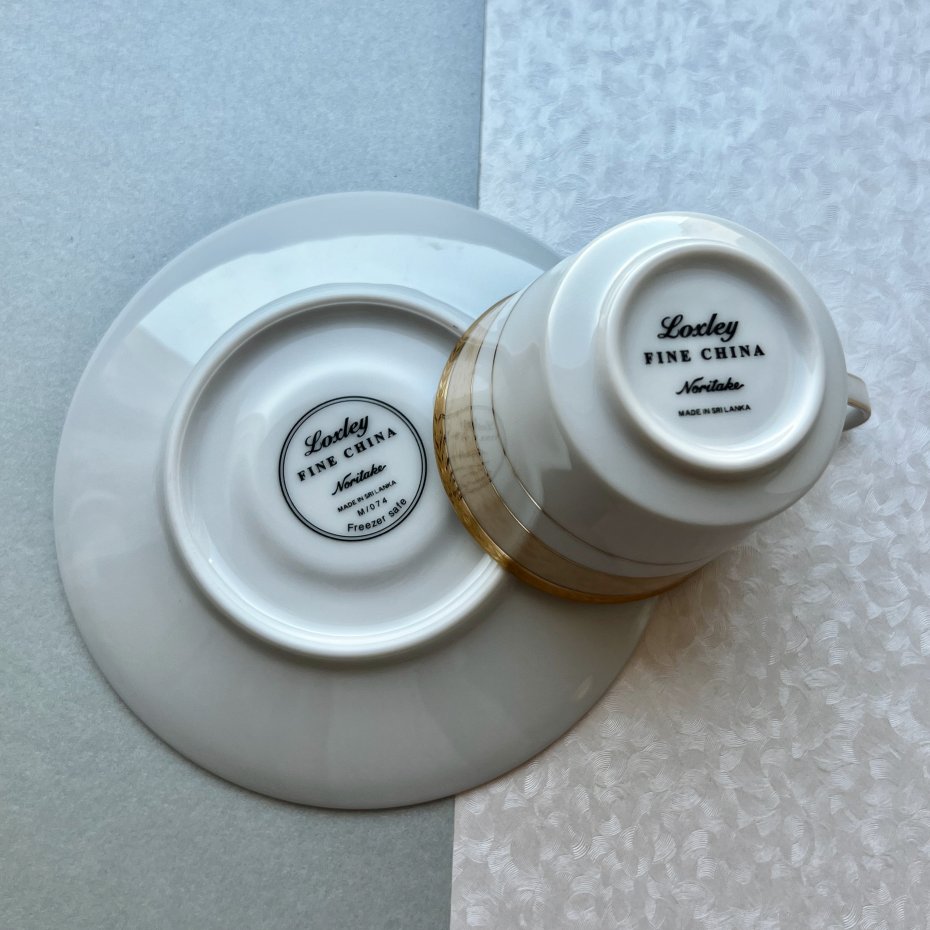 Loxley
FINE CHINA
Noritake
MADE IN SRI LANKA
M/074
Freezer safe
Loxley
FINE CHINA
Noritake
MADE IN SRI LANKA